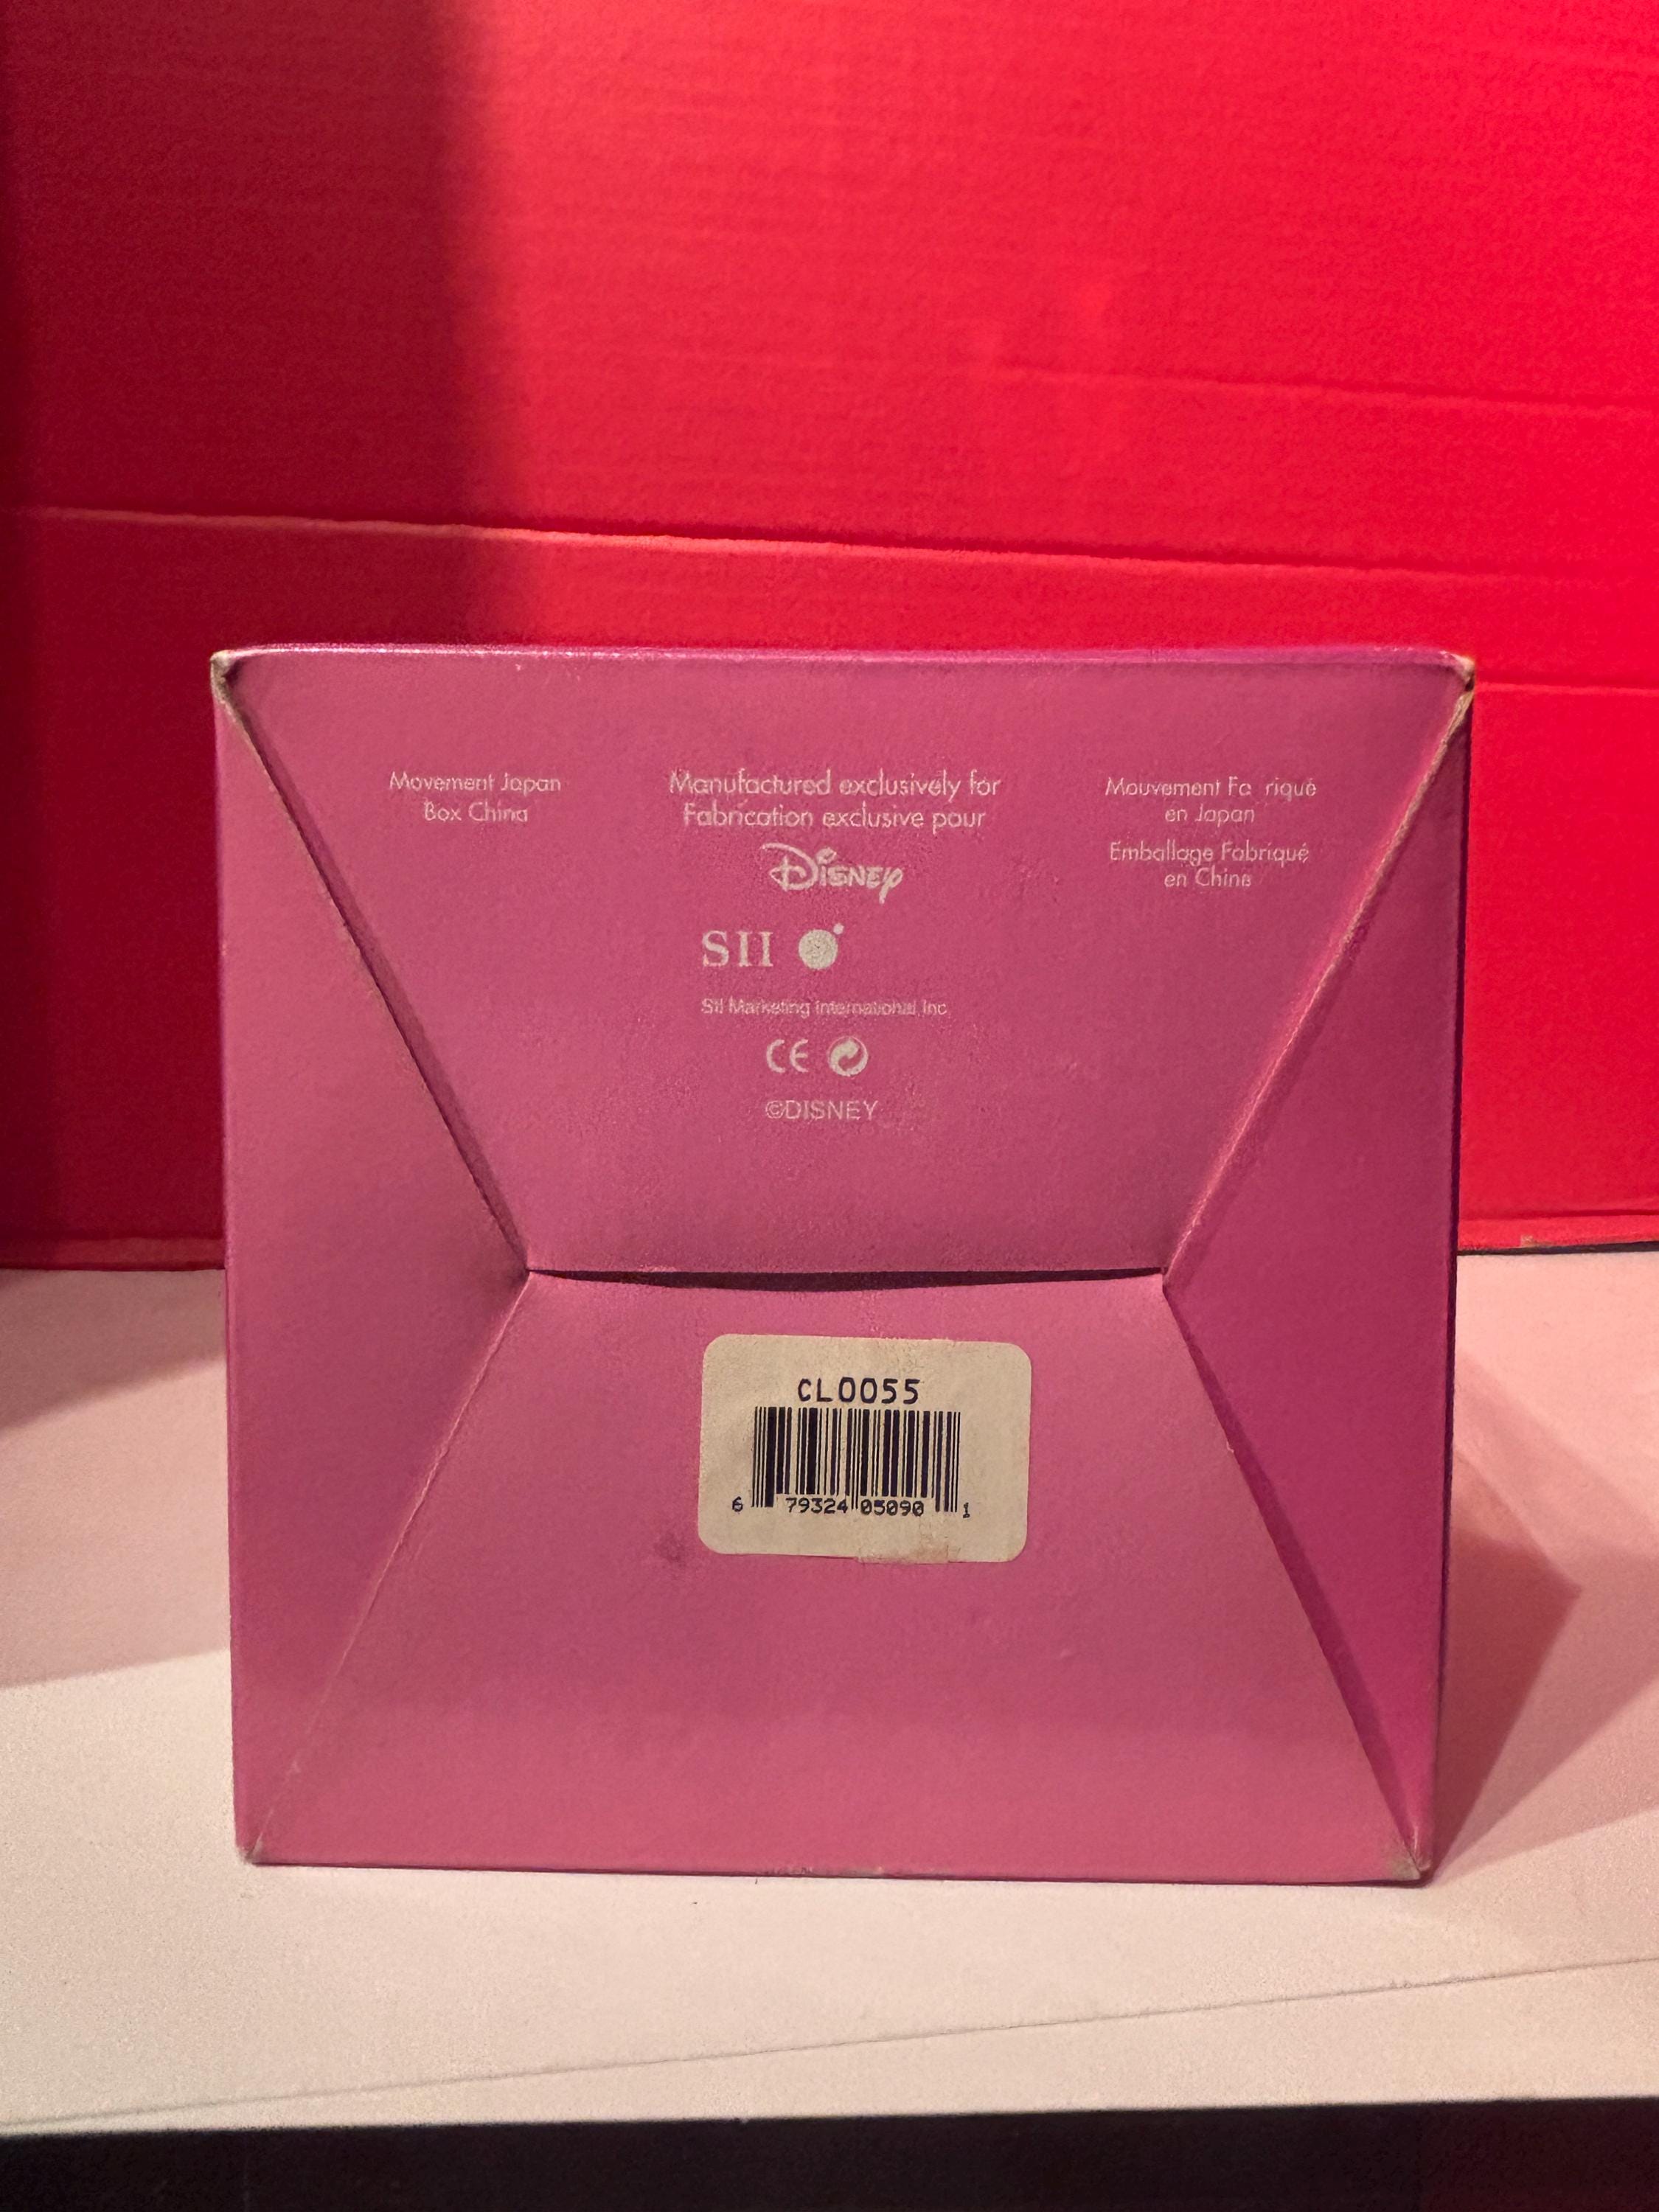 Movement Japan
Box China
Manufactured exclusively for
Fabrication exclusive pour
Disney
SII
SII Marketing International Inc
CE
©DISNEY
Mouvement Fa riqué
en Japan
Emballage Fabriqué
en Chine
CL0055
6 79324 05090 1